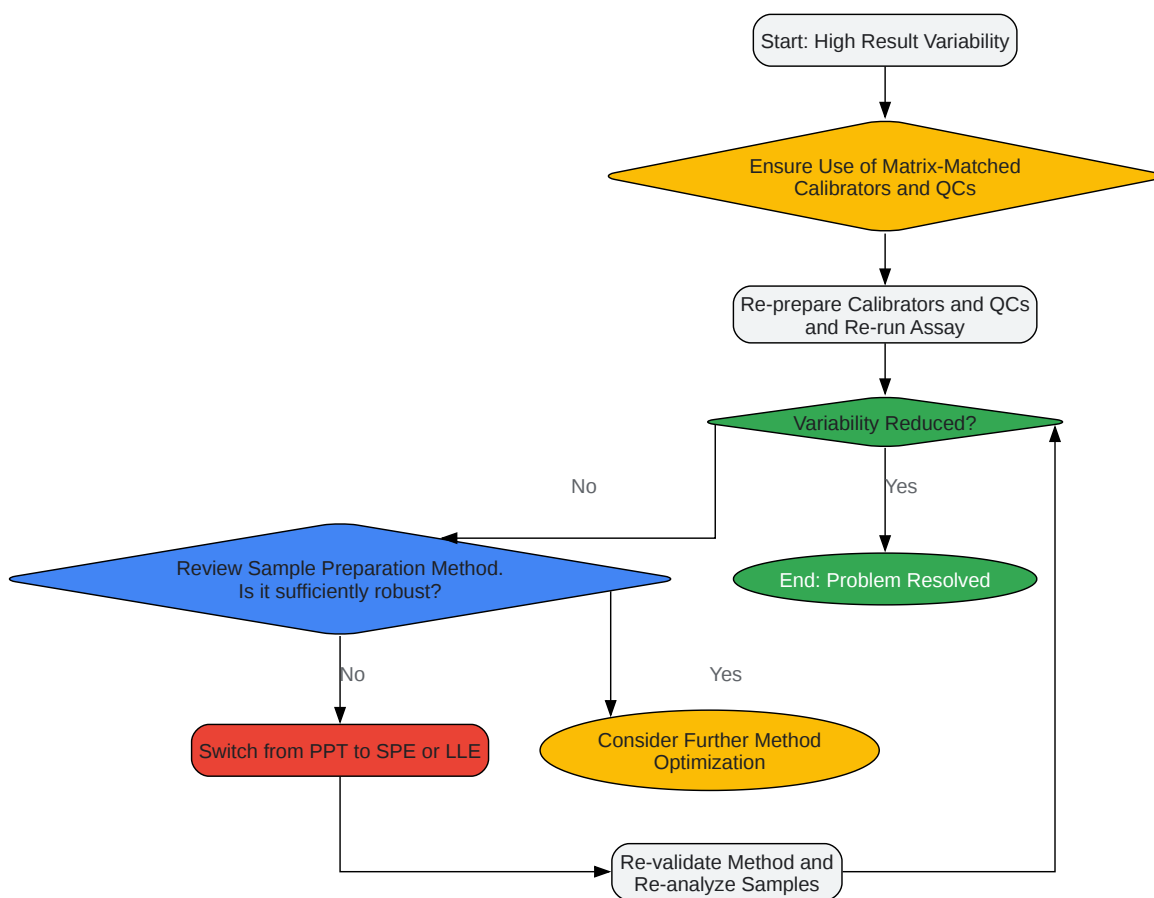 Start: High Result Variability
Ensure Use of Matrix-Matched
Calibrators and QCs
Re-prepare Calibrators and QCs
and Re-run Assay
Variability Reduced?
No
Yes
Review Sample Preparation Method.
Is it sufficiently robust?
End: Problem Resolved
No
Yes
Switch from PPT to SPE or LLE
Consider Further Method
Optimization
Re-validate Method and
Re-analyze Samples